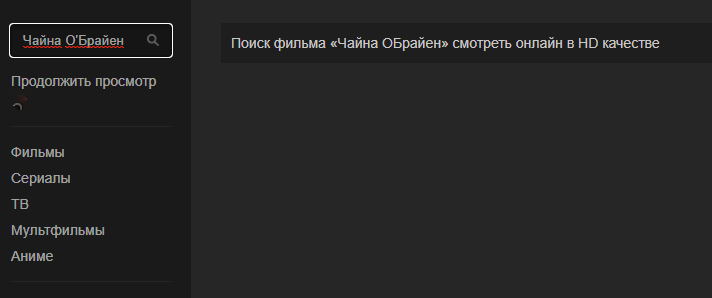 Чайна О'Брайен
Поиск фильма «Чайна ОБрайен» смотреть онлайн в HD качестве
Продолжить просмотр
Фильмы
Сериалы
ТВ
Мультфильмы
Аниме